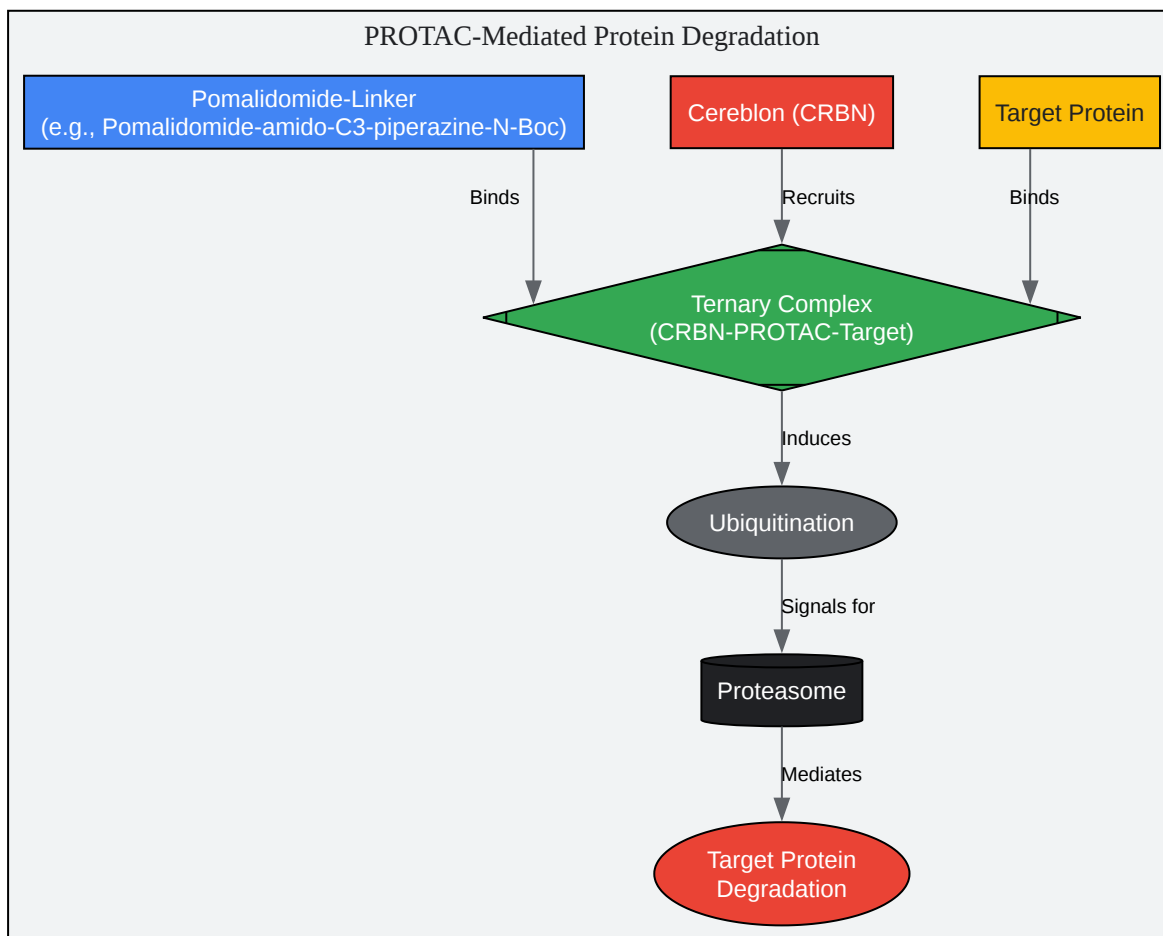 PROTAC-Mediated Protein Degradation
Pomalidomide-Linker
(e.g., Pomalidomide-amido-C3-piperazine-N-Boc)
Cereblon (CRBN)
Target Protein
Binds
Recruits
Binds
Ternary Complex
(CRBN-PROTAC-Target)
Induces
Ubiquitination
Signals for
Proteasome
Mediates
Target Protein
Degradation